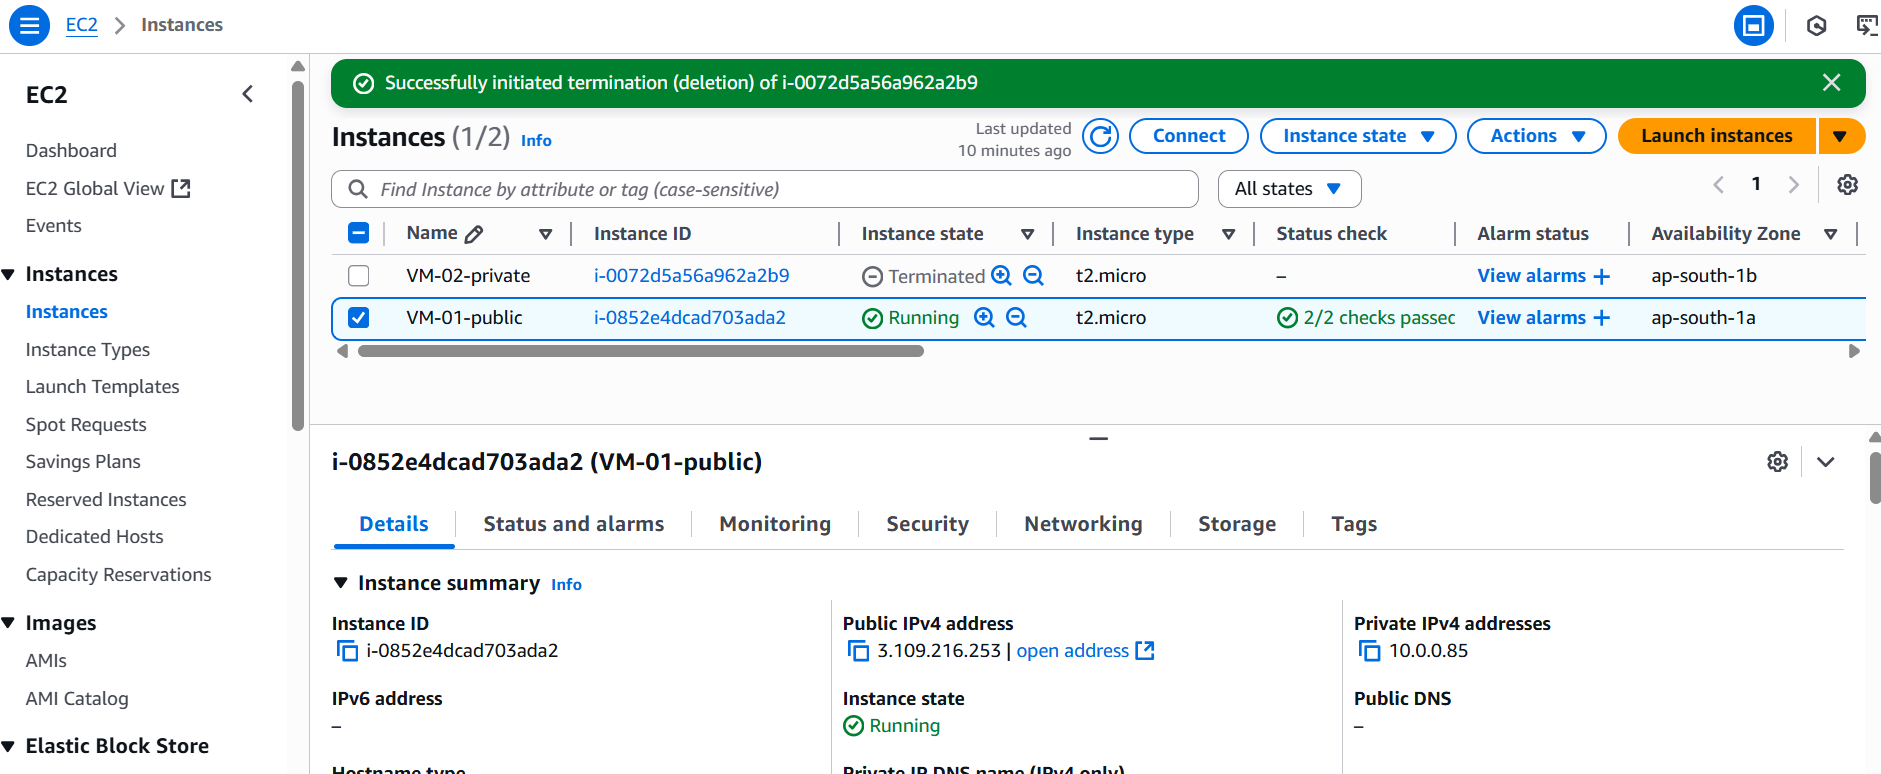 EC2 > Instances
EC2
Dashboard
EC2 Global View
Events
Instances
Instances
Instance Types
Launch Templates
Spot Requests
Savings Plans
Reserved Instances
Dedicated Hosts
Capacity Reservations
Images
AMIs
AMI Catalog
Elastic Block Store
Successfully initiated termination (deletion) of i-0072d5a56a962a2b9
Instances (1/2) Info
Last updated
10 minutes ago
Connect
Instance state
Actions
Launch instances
Find Instance by attribute or tag (case-sensitive)
All states
1
Name Instance ID Instance state Instance type Status check Alarm status Availability Zone
VM-02-private i-0072d5a56a962a2b9 Terminated t2.micro – View alarms + ap-south-1b
VM-01-public i-0852e4dcad703ada2 Running t2.micro 2/2 checks passec View alarms + ap-south-1a
i-0852e4dcad703ada2 (VM-01-public)
Details Status and alarms Monitoring Security Networking Storage Tags
Instance summary Info
Instance ID
i-0852e4dcad703ada2
Public IPv4 address
3.109.216.253 | open address
Private IPv4 addresses
10.0.0.85
IPv6 address
–
Instance state
Running
Public DNS
–
Hostname type
Private IP DNS name (IPv4 only)